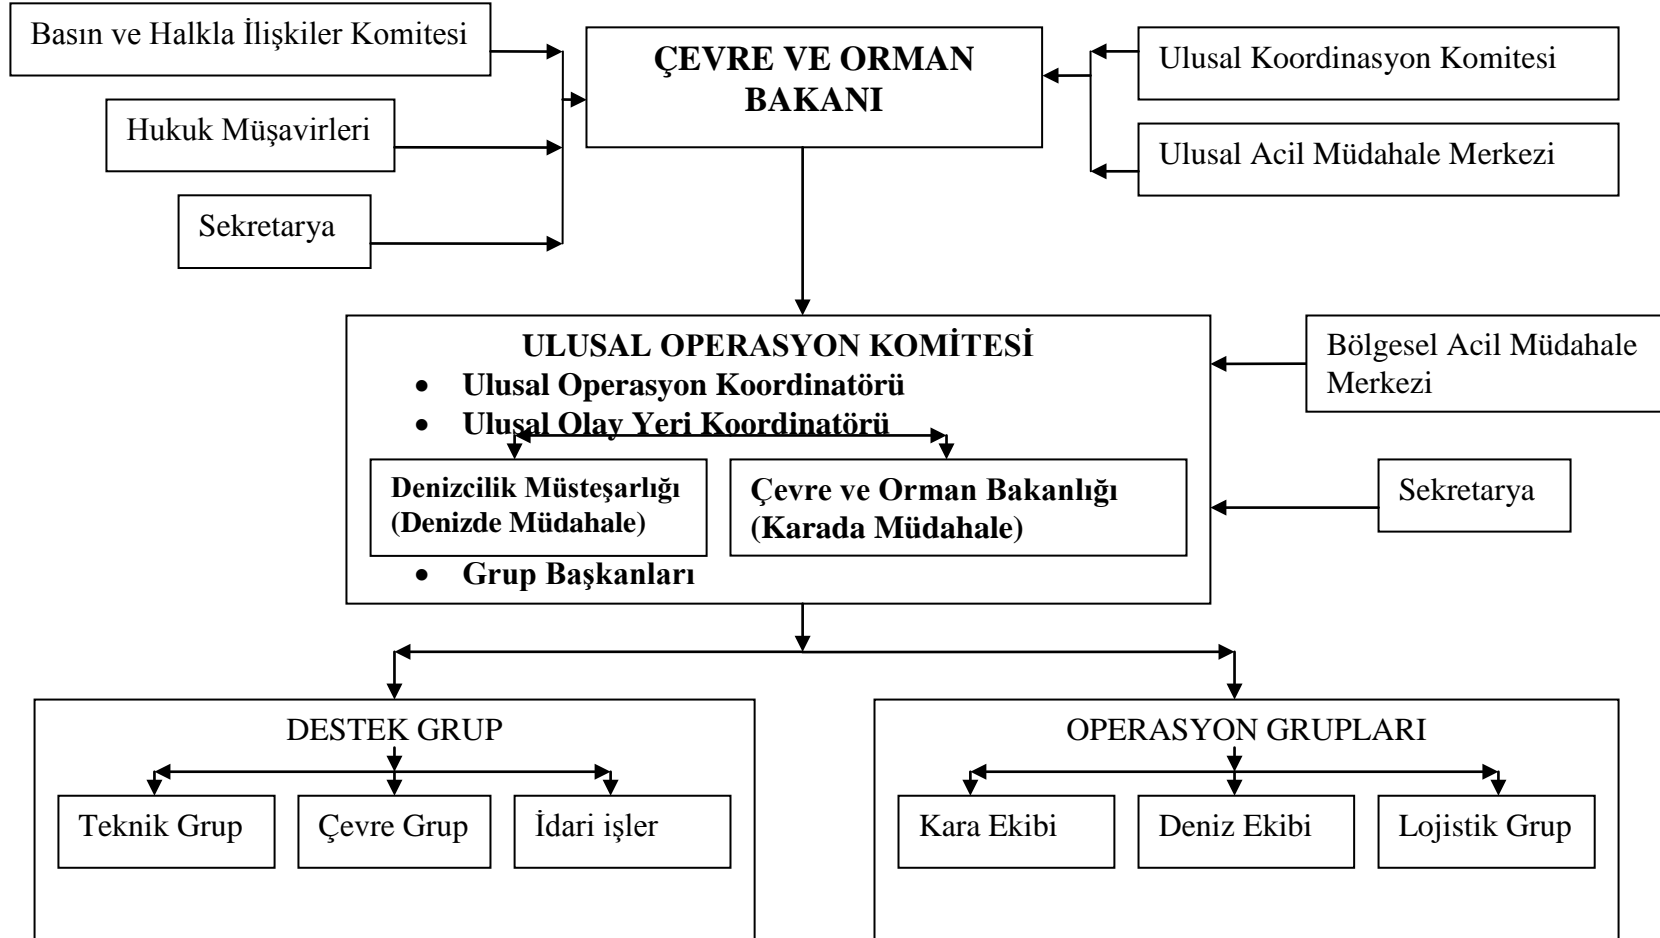 Basın ve Halkla İlişkiler Komitesi
ÇEVRE VE ORMAN
BAKANI
Ulusal Koordinasyon Komitesi
Hukuk Müşavirleri
Ulusal Acil Müdahale Merkezi
Sekretarya
ULUSAL OPERASYON KOMİTESİ
• Ulusal Operasyon Koordinatörü
• Ulusal Olay Yeri Koordinatörü
Denizcilik Müsteşarlığı
(Denizde Müdahale)
Çevre ve Orman Bakanlığı
(Karada Müdahale)
• Grup Başkanları
Bölgesel Acil Müdahale
Merkezi
Sekretarya
DESTEK GRUP
Teknik Grup
Çevre Grup
İdari işler
OPERASYON GRUPLARI
Kara Ekibi
Deniz Ekibi
Lojistik Grup